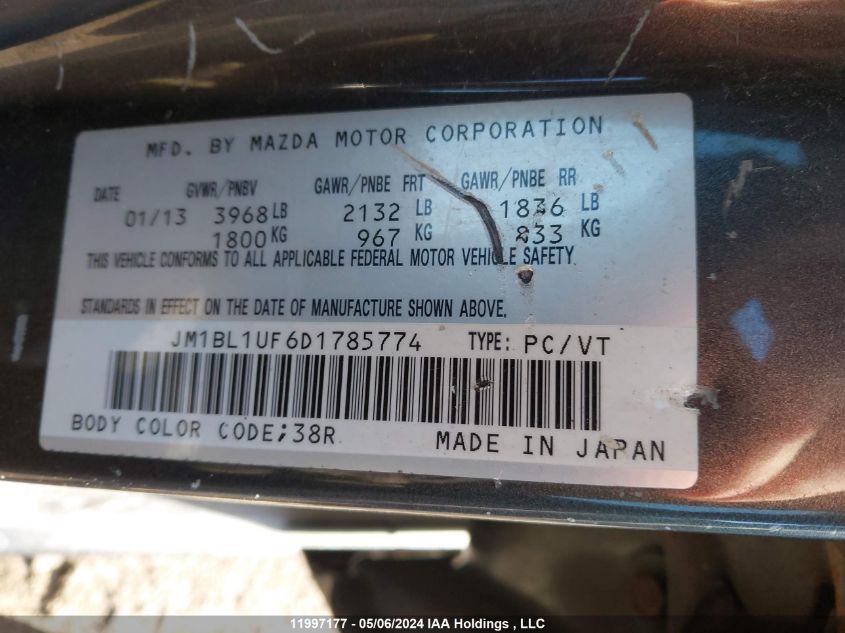 MFD. BY MAZDA MOTOR CORPORATION
DATE GVWR/PNBV GAWR/PNBE FRT GAWR/PNBE RR
01/13 3968 LB 2132 LB 1836 LB
1800 KG 967 KG 833 KG
THIS VEHICLE CONFORMS TO ALL APPLICABLE FEDERAL MOTOR VEHICLE SAFETY
STANDARDS IN EFFECT ON THE DATE OF MANUFACTURE SHOWN ABOVE.
JM1BL1UF6D1785774 TYPE: PC/VT
BODY COLOR CODE;38R MADE IN JAPAN
11997177 - 05/06/2024 IAA Holdings , LLC